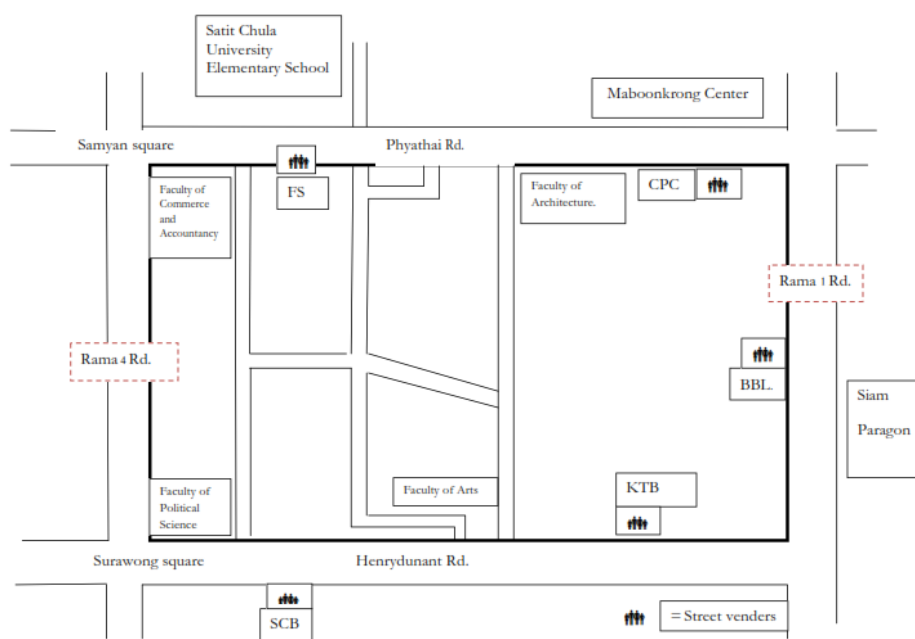 Satit Chula
University
Elementary School
Maboonkrong Center
Samyan square
Phyathai Rd.
Faculty of
Commerce
and
Accountancy
FS
Faculty of
Architecture.
CPC
Rama 1 Rd.
Rama 4 Rd.
BBL.
Siam
Paragon
Faculty of
Political
Science
Faculty of Arts
KTB
Surawong square
Henrydunant Rd.
SCB
= Street venders